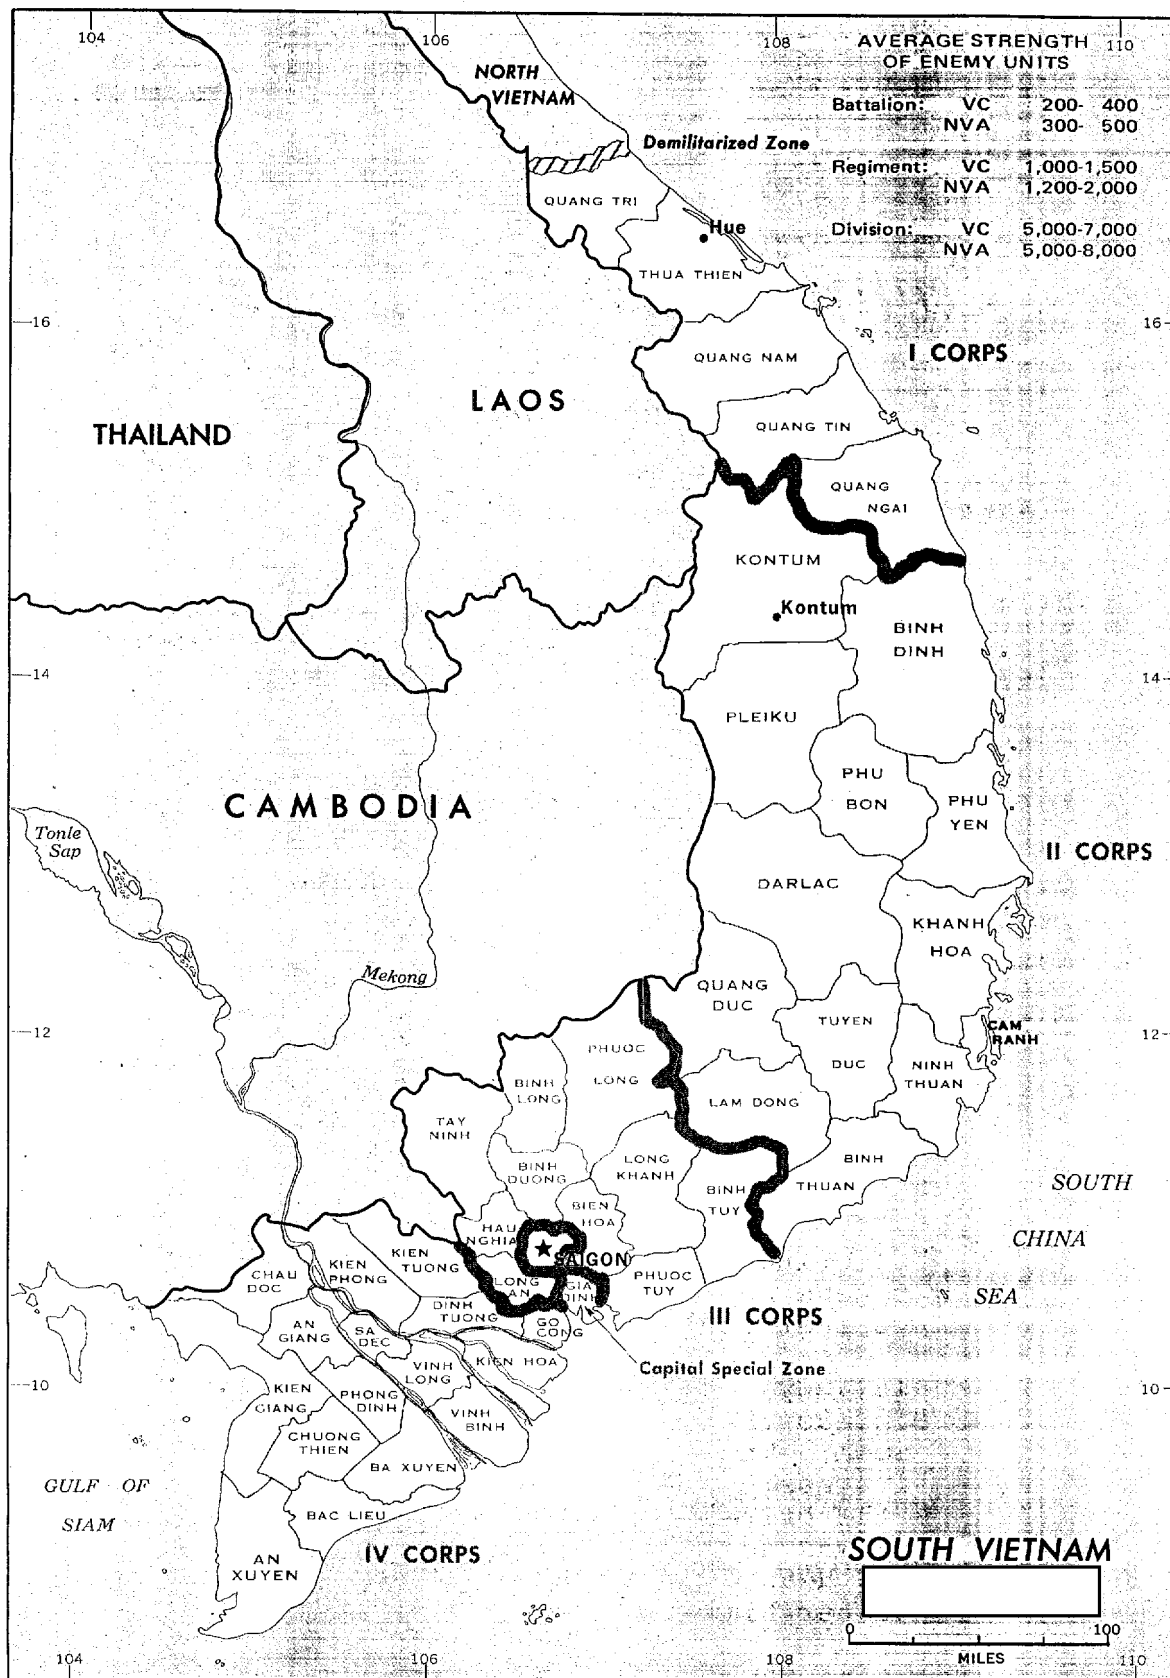 104
106
108
110
AVERAGE STRENGTH
OF ENEMY UNITS
Battalion: VC 200- 400
NVA 300- 500
Regiment: VC 1,000-1,500
NVA 1,200-2,000
Division: VC 5,000-7,000
NVA 5,000-8,000
NORTH
VIETNAM
Demilitarized Zone
QUANG TRI
Hue
THUA THIEN
16
16
QUANG NAM
I CORPS
LAOS
THAILAND
QUANG TIN
QUANG
NGAI
KONTUM
Kontum
BINH
DINH
14
14
PLEIKU
PHU
BON
PHU
YEN
CAMBODIA
Tonle
Sap
II CORPS
DARLAC
KHANH
HOA
Mekong
QUANG
DUC
TUYEN
DUC
CAM
RANH
12
12
PHUOC
LONG
BINH
LONG
NINH
THUAN
LAM DONG
TAY
NINH
LONG
KHANH
BINH
THUAN
BINH
DUONG
BINH
TUY
SOUTH
CHINA
SEA
BIEN
HOA
HAU
NGHIA
SAIGON
KIEN
TUONG
KIEN
PHONG
CHAU
DOC
LONG
AN
GIA
DINH
PHUOC
TUY
DINH
TUONG
GO
CONG
III CORPS
AN
GIANG
SA
DEC
VINH
LONG
KIEN HOA
Capital Special Zone
10
10
KIEN
GIANG
PHONG
DINH
VINH
BINH
CHUONG
THIEN
BA XUYEN
GULF OF
SIAM
BAC LIEU
AN
XUYEN
IV CORPS
SOUTH VIETNAM
0 100
MILES
104
106
108
110